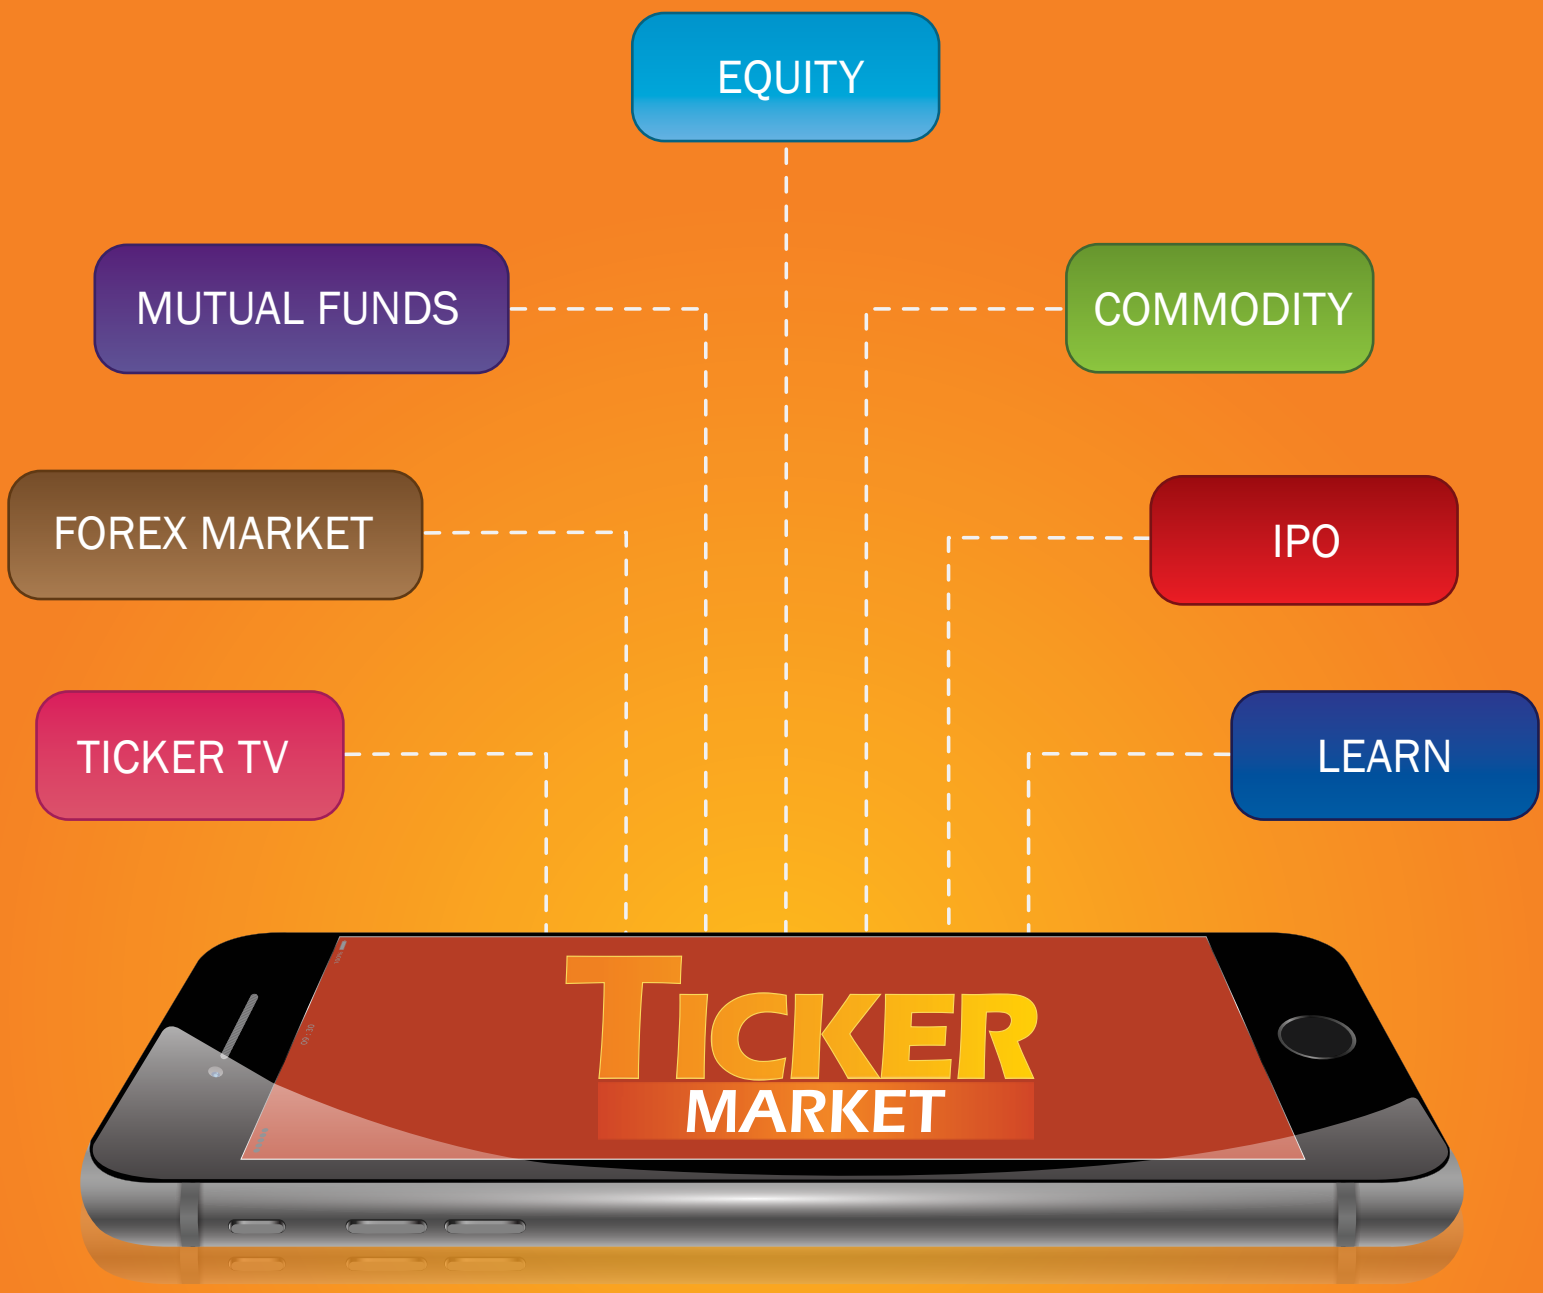 EQUITY
MUTUAL FUNDS
COMMODITY
FOREX MARKET
IPO
TICKER TV
LEARN
TICKER
MARKET